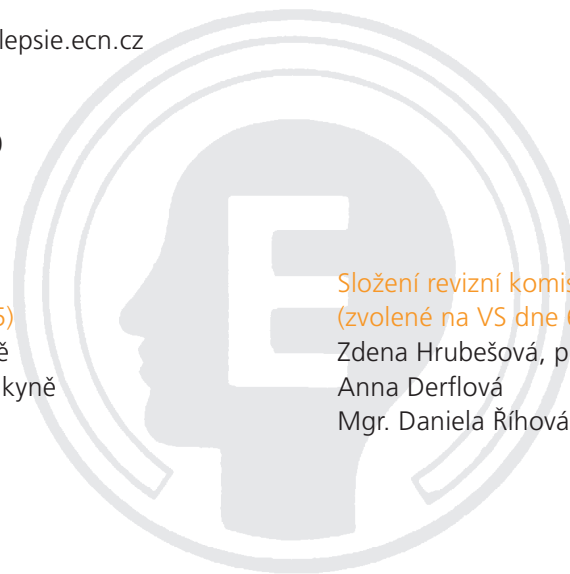 lepsie.ecn.cz
)
5)
ě
kyně
E
Složení revizní komis
(zvolené na VS dne
Zdena Hrubešová, p
Anna Derflová
Mgr. Daniela Říhová